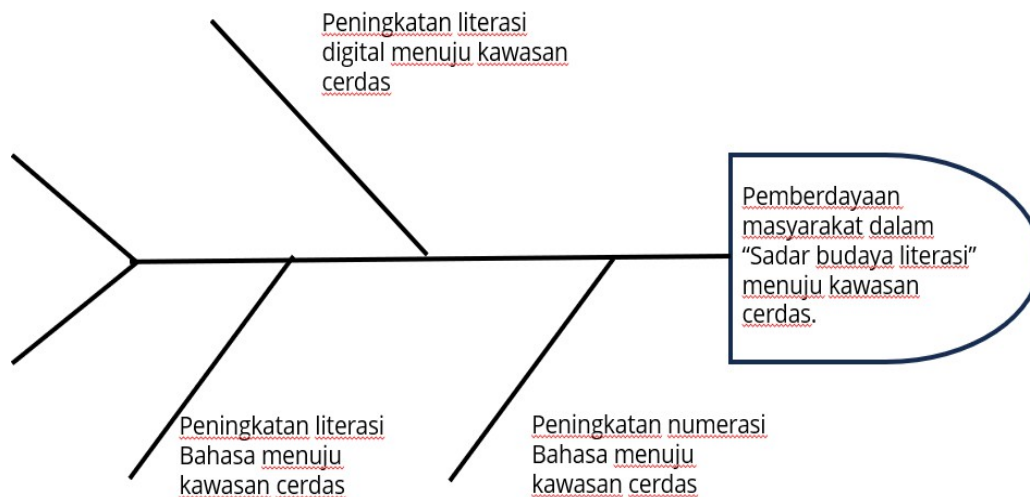 Peningkatan literasi
digital menuju kawasan
cerdas
Pemberdayaan
masyarakat dalam
“Sadar budaya literasi”
menuju kawasan
cerdas.
Peningkatan literasi
Bahasa menuju
kawasan cerdas
Peningkatan numerasi
Bahasa menuju
kawasan cerdas